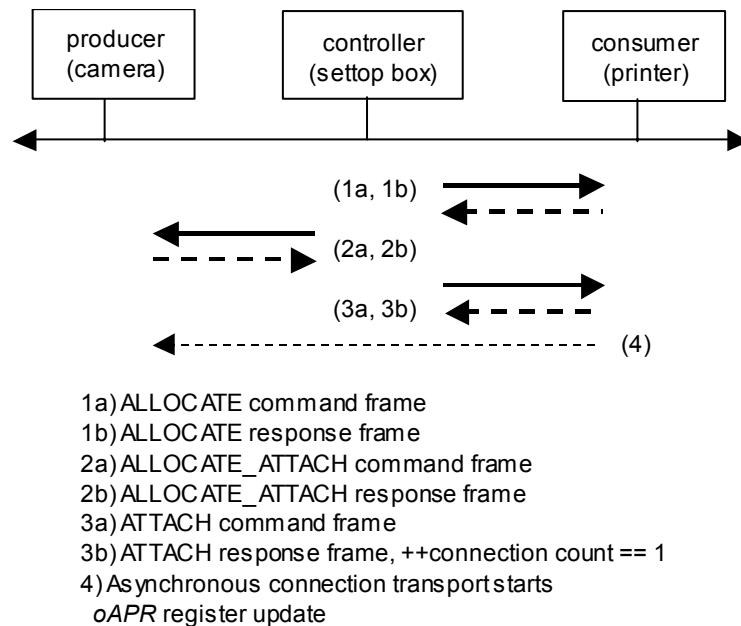 producer
(camera)
controller
(settop box)
consumer
(printer)
(1a, 1b)
(2a, 2b)
(3a, 3b)
(4)
1a) ALLOCATE command frame
1b) ALLOCATE response frame
2a) ALLOCATE_ATTACH command frame
2b) ALLOCATE_ATTACH response frame
3a) ATTACH command frame
3b) ATTACH response frame, ++connection count == 1
4) Asynchronous connection transport starts
oAPR register update